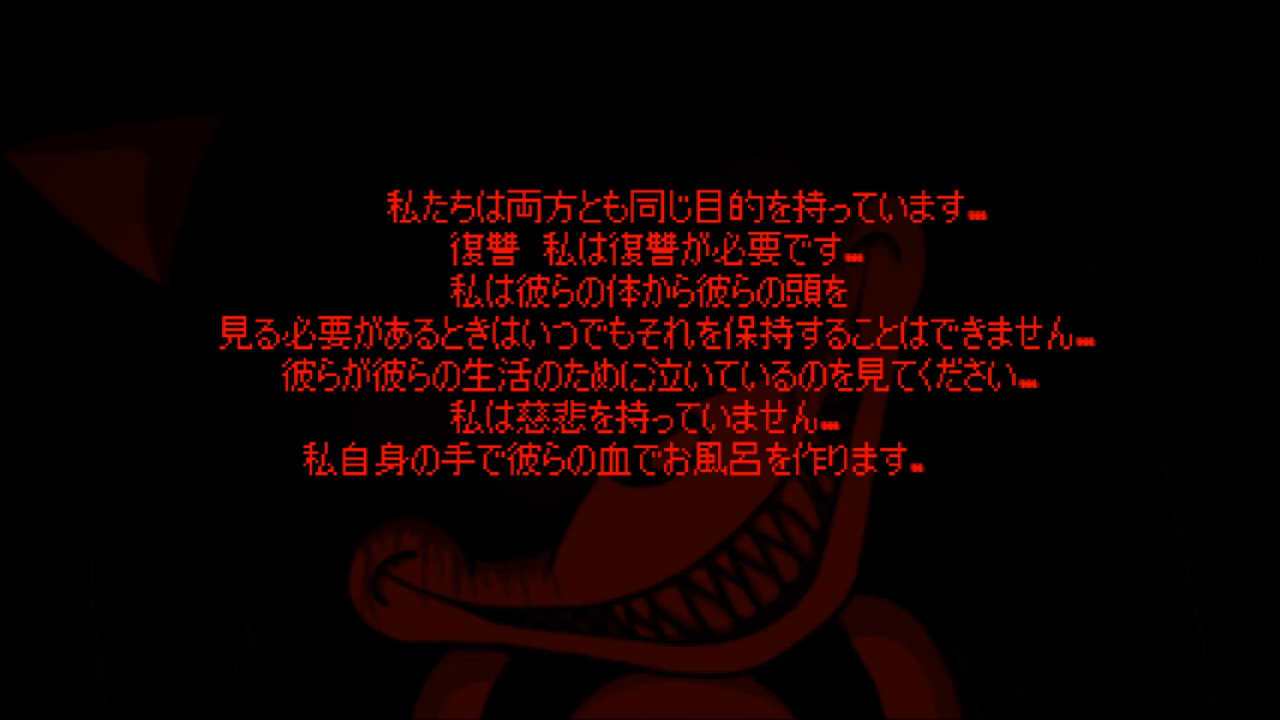 私たちは両方とも同じ目的を持っています…
復讐 私は復讐が必要です…
私は彼らの体から彼らの頭を
見る必要があるときはいつでもそれを保持することはできません…
彼らが彼らの生活のために泣いているのを見てください…
私は慈悲を持っていません…
私自身の手で彼らの血でお風呂を作ります..